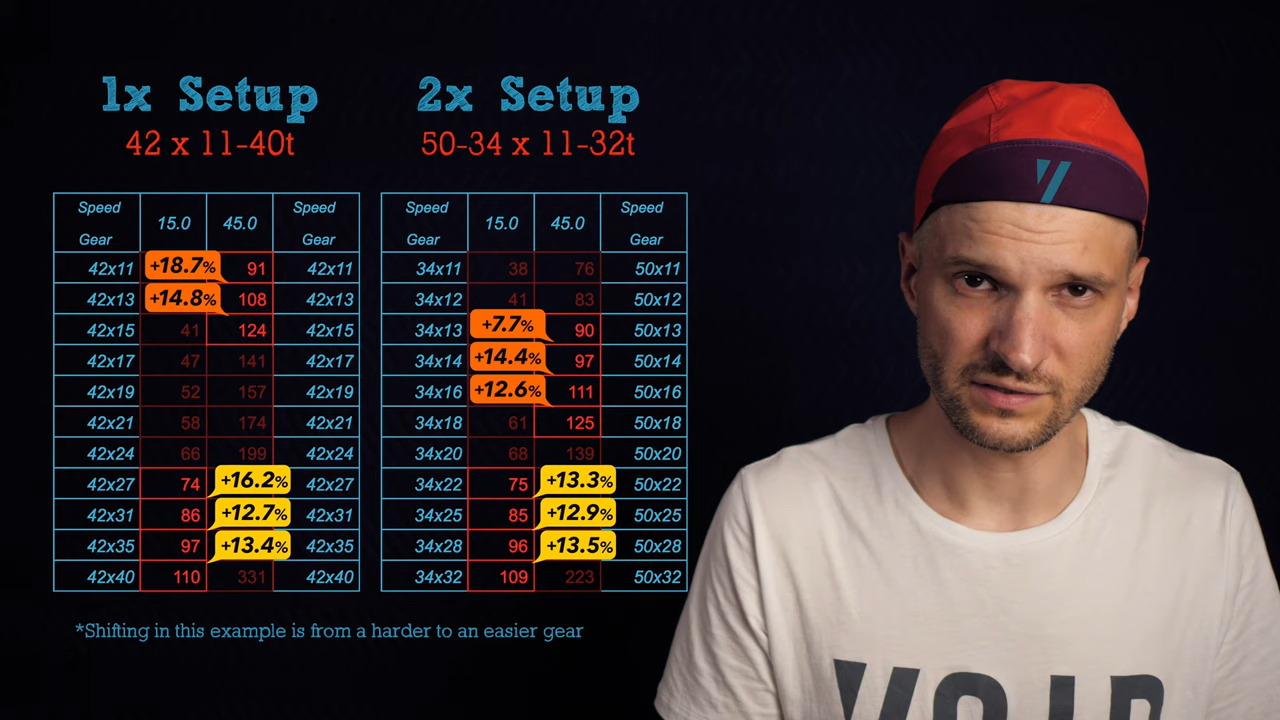 1x Setup
42 x 11-40t
Speed 15.0 45.0 Speed
Gear Gear
42x11 +18.7% 91 42x11
42x13 +14.8% 108 42x13
42x15 41 124 42x15
42x17 47 141 42x17
42x19 52 157 42x19
42x21 58 174 42x21
42x24 66 199 42x24
42x27 74 +16.2% 42x27
42x31 86 +12.7% 42x31
42x35 97 +13.4% 42x35
42x40 110 331 42x40
2x Setup
50-34 x 11-32t
Speed 15.0 45.0 Speed
Gear Gear
34x11 38 76 50x11
34x12 41 83 50x12
34x13 +7.7% 90 50x13
34x14 +14.4% 97 50x14
34x16 +12.6% 111 50x16
34x18 61 125 50x18
34x20 68 139 50x20
34x22 75 +13.3% 50x22
34x25 85 +12.9% 50x25
34x28 96 +13.5% 50x28
34x32 109 223 50x32
*Shifting in this example is from a harder to an easier gear
VOID